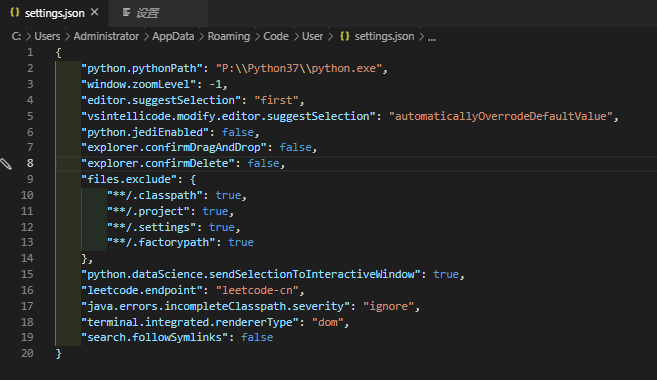 {} settings.json ×
设置
C: > Users > Administrator > AppData > Roaming > Code > User > {} settings.json > ...
1 {
2 "python.pythonPath": "P:\\Python37\\python.exe",
3 "window.zoomLevel": -1,
4 "editor.suggestSelection": "first",
5 "vsintellicode.modify.editor.suggestSelection": "automaticallyOverrodeDefaultValue",
6 "python.jediEnabled": false,
7 "explorer.confirmDragAndDrop": false,
8 "explorer.confirmDelete": false,
9 "files.exclude": {
10 "**/.classpath": true,
11 "**/.project": true,
12 "**/.settings": true,
13 "**/.factorypath": true
14 },
15 "python.dataScience.sendSelectionToInteractiveWindow": true,
16 "leetcode.endpoint": "leetcode-cn",
17 "java.errors.incompleteClasspath.severity": "ignore",
18 "terminal.integrated.rendererType": "dom",
19 "search.followSymlinks": false
20 }